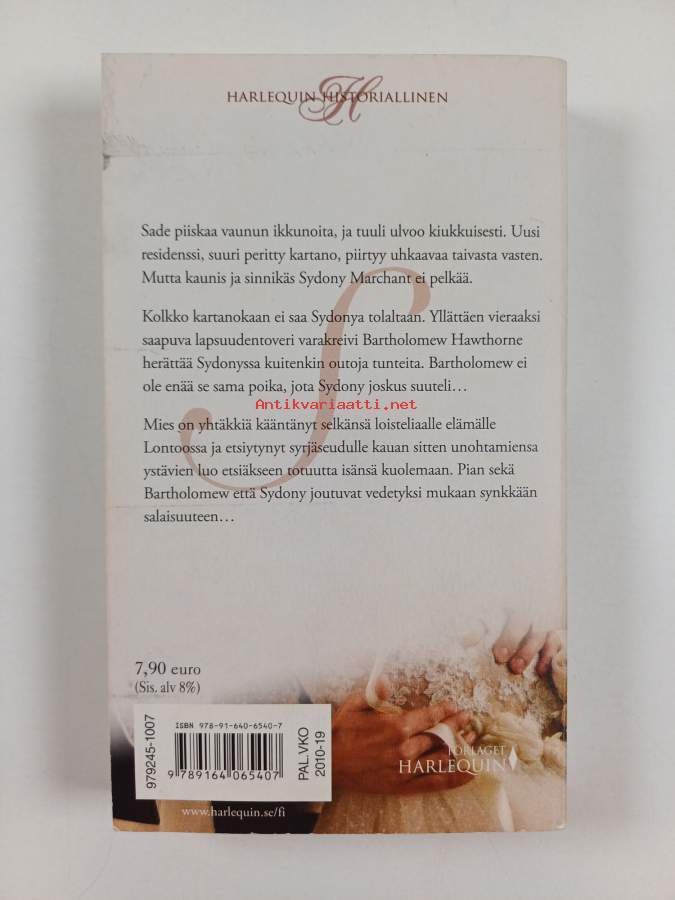 HARLEQUIN HISTORIALLINEN
H
Sade piiskaa vaunun ikkunoita, ja tuuli ulvoo kiukkuisesti. Uusi
residenssi, suuri peritty kartano, piirtyy uhkaavaa taivasta vasten.
Mutta kaunis ja sinnikäs Sydony Marchant ei pelkää.
Kolkko kartanokaan ei saa Sydonya tolaltaan. Yllättäen vieraaksi
saapuva lapsuudentoveri varakreivi Bartholomew Hawthorne
herättää Sydonyssa kuitenkin outoja tunteita. Bartholomew ei
ole enää se sama poika, jota Sydony joskus suuteli…
Antikvariaatti.net
Mies on yhtäkkiä kääntänyt selkänsä loisteliaalle elämälle
Lontoossa ja etsiytynyt syrjäseudulle kauan sitten unohtamiensa
ystävien luo etsiäkseen totuutta isänsä kuolemaan. Pian sekä
Bartholomew että Sydony joutuvat vedetyksi mukaan synkkään
salaisuuteen…
S
7,90 euro
(Sis. alv 8%)
979245-1007
ISBN 978-91-640-6540-7
9 789164 065407
PAL.VKO
2010-19
FÖRLAGET
HARLEQUIN
www.harlequin.se/fi